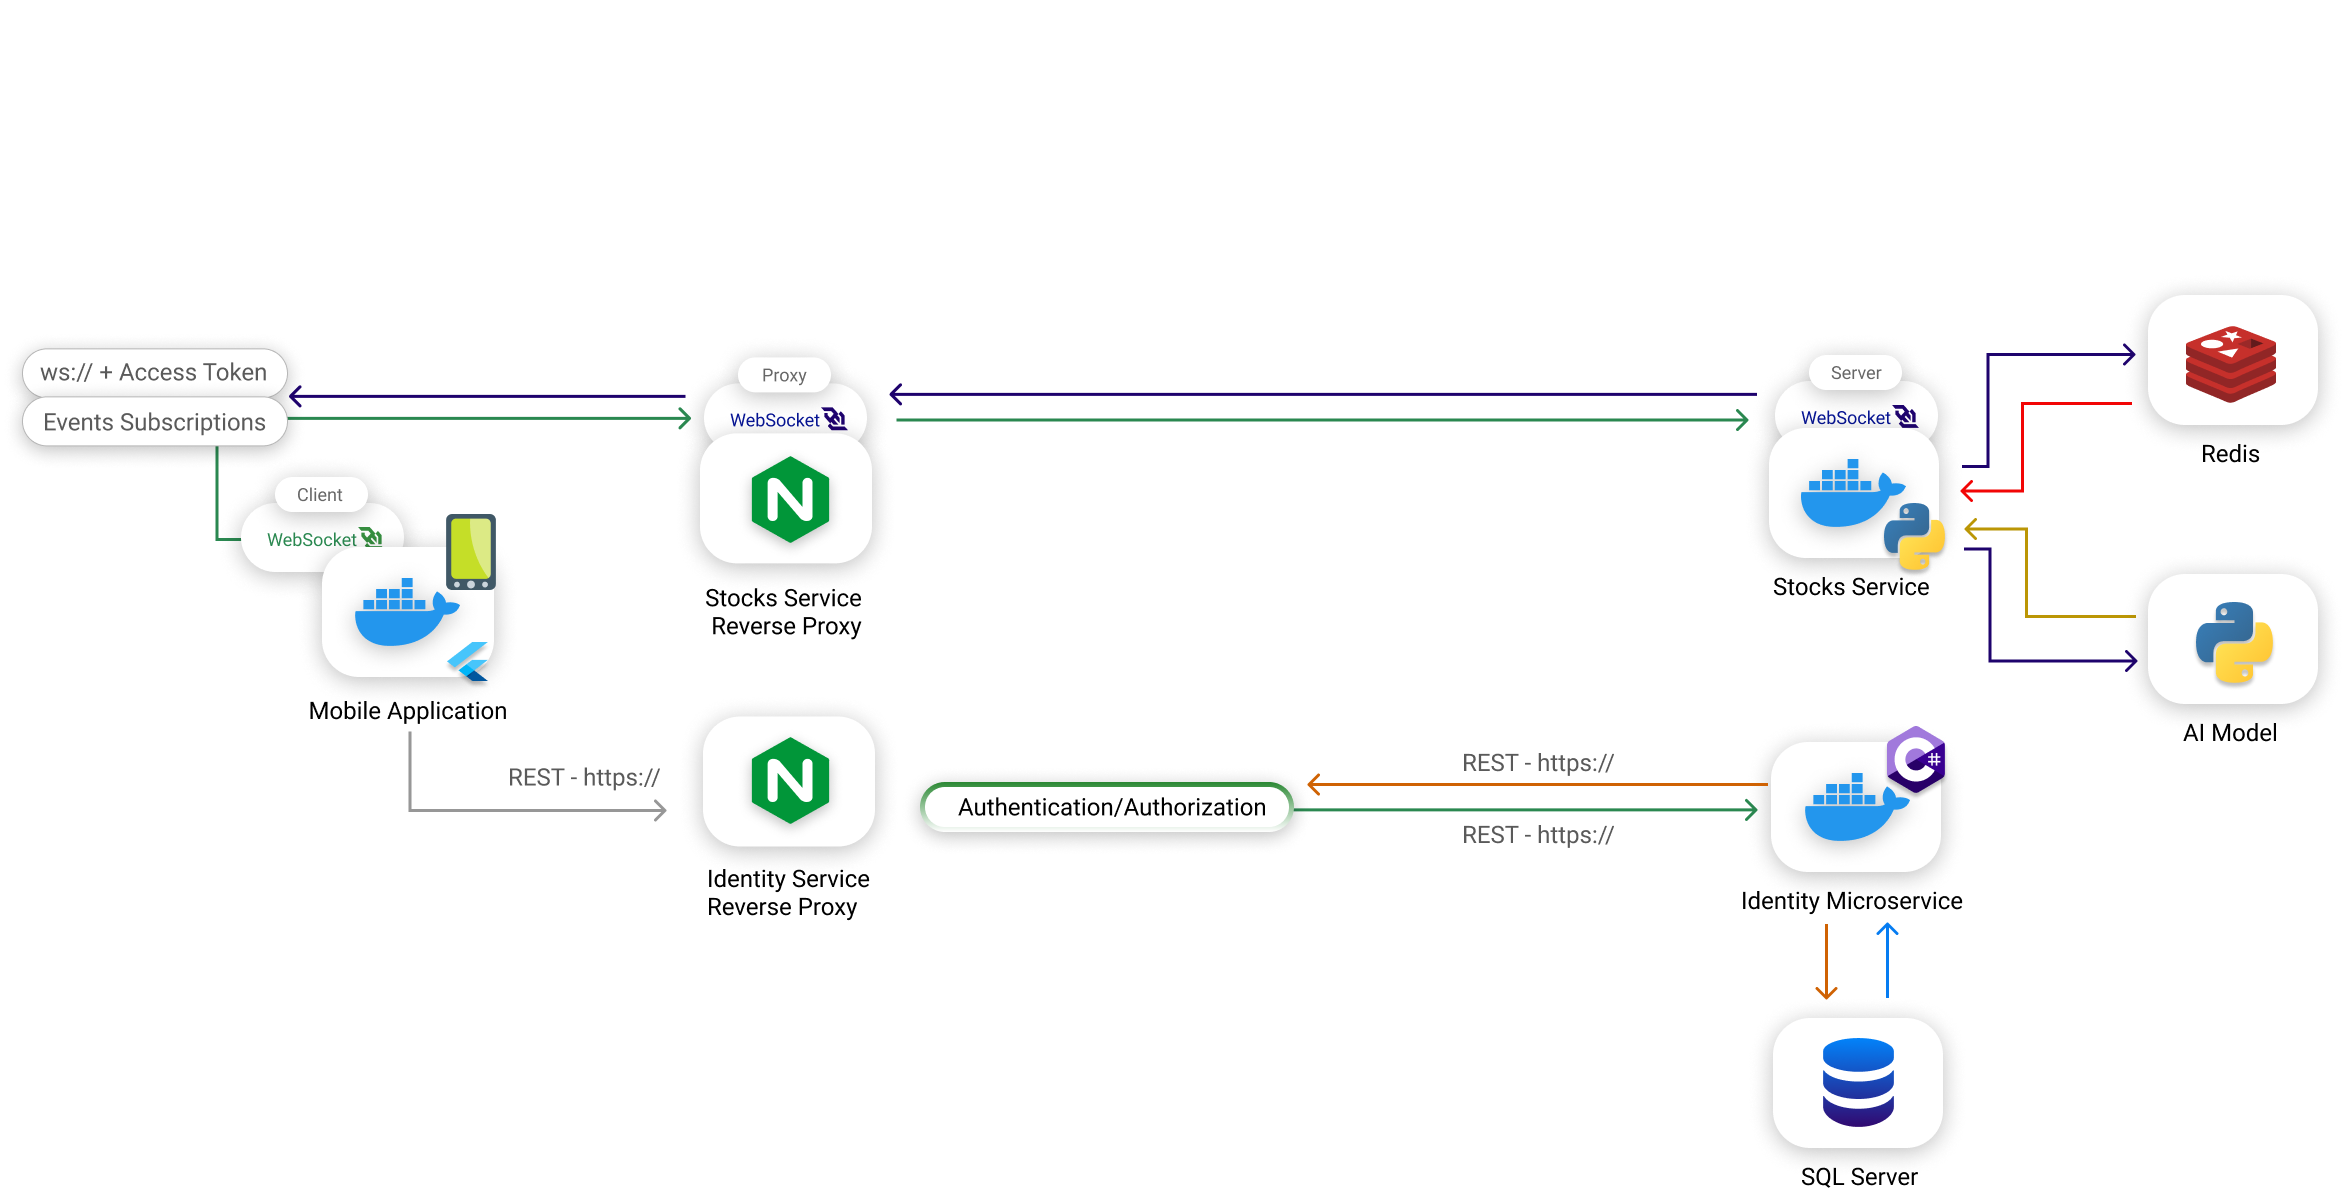 ws:// + Access Token
Events Subscriptions
Client
WebSocket
Mobile Application
REST - https://
Proxy
WebSocket
Stocks Service
Reverse Proxy
Identity Service
Reverse Proxy
Authentication/Authorization
REST - https://
REST - https://
Server
WebSocket
Stocks Service
Redis
AI Model
C#
Identity Microservice
SQL Server